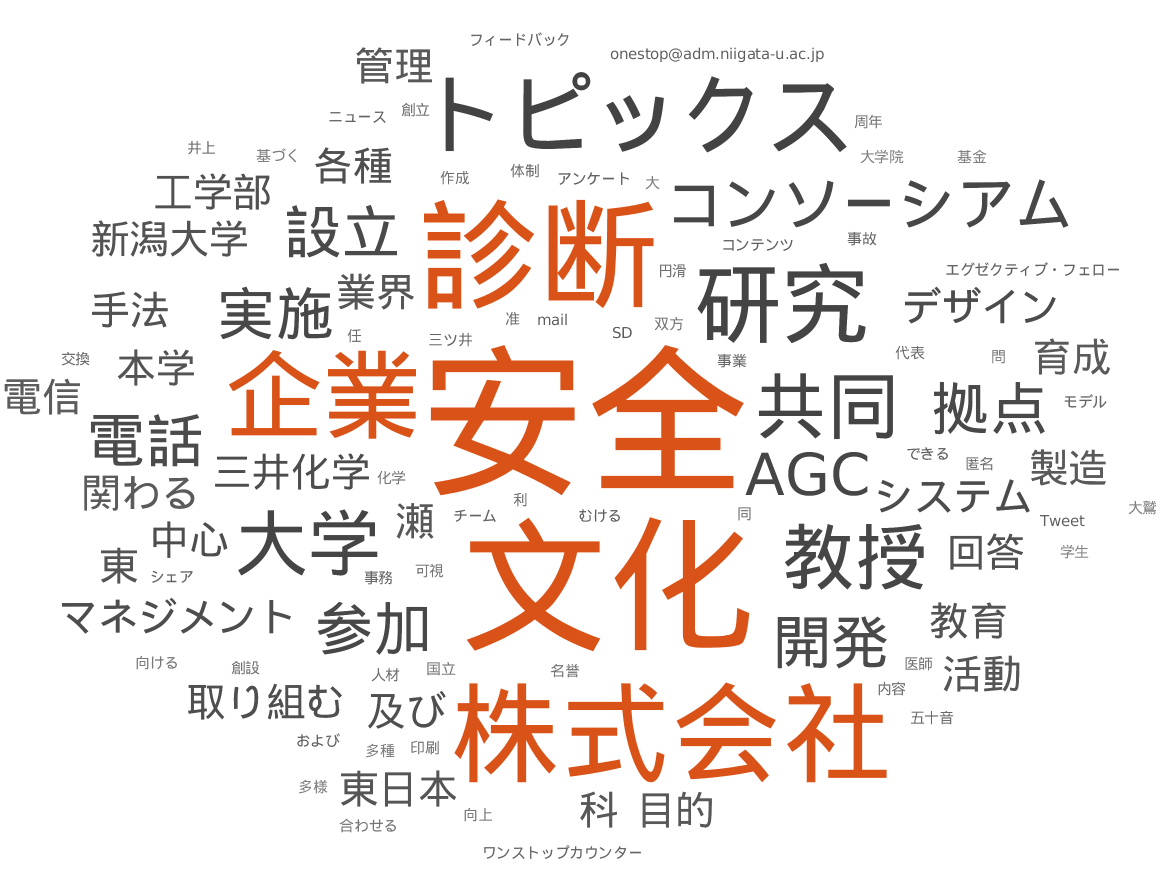 フィードバック
onestop@adm.niigata-u.ac.jp
管理
トピックス
ニュース
創立
周年
井上
基づく
各種
大学院
基金
工学部
作成
体制
アンケート
大
コンソーシアム
新潟大学
設立
診断
コンテンツ
事故
業界
円滑
研究
エグゼクティブ・フェロー
手法
実施
デザイン
准
mail
SD
双方
任
三ツ井
交換
本学
事業
代表
問
育成
電信
企業
安全
共同
拠点
モデル
電話
三井化学
化学
AGC
できる
匿名
製造
関わる
システム
利
大鷲
中心
大学
瀬
チーム
むける
同
Tweet
東
シェア
事務
可視
文化
教授
回答
学生
マネジメント
参加
開発
教育
向ける
創設
人材
国立
名誉
医師
活動
取り組む
及び
株式会社
内容
五十音
および
多種
印刷
多様
東日本
向上
科
目的
合わせる
ワンストップカウンター